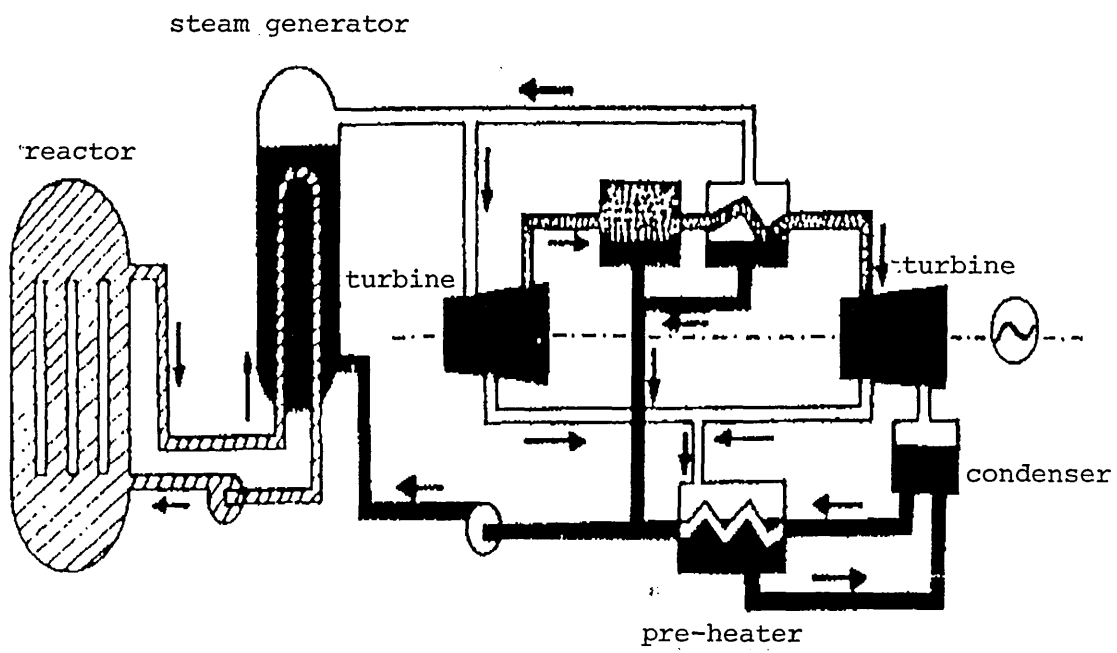 steam generator
reactor
turbine
turbine
condenser
pre-heater